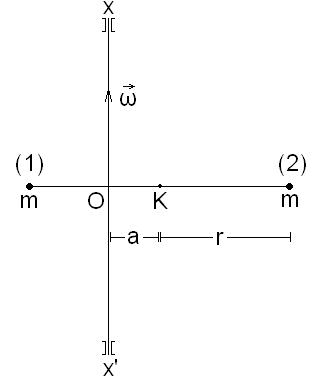 x
ω
(1) (2)
m O K m
a r
x'